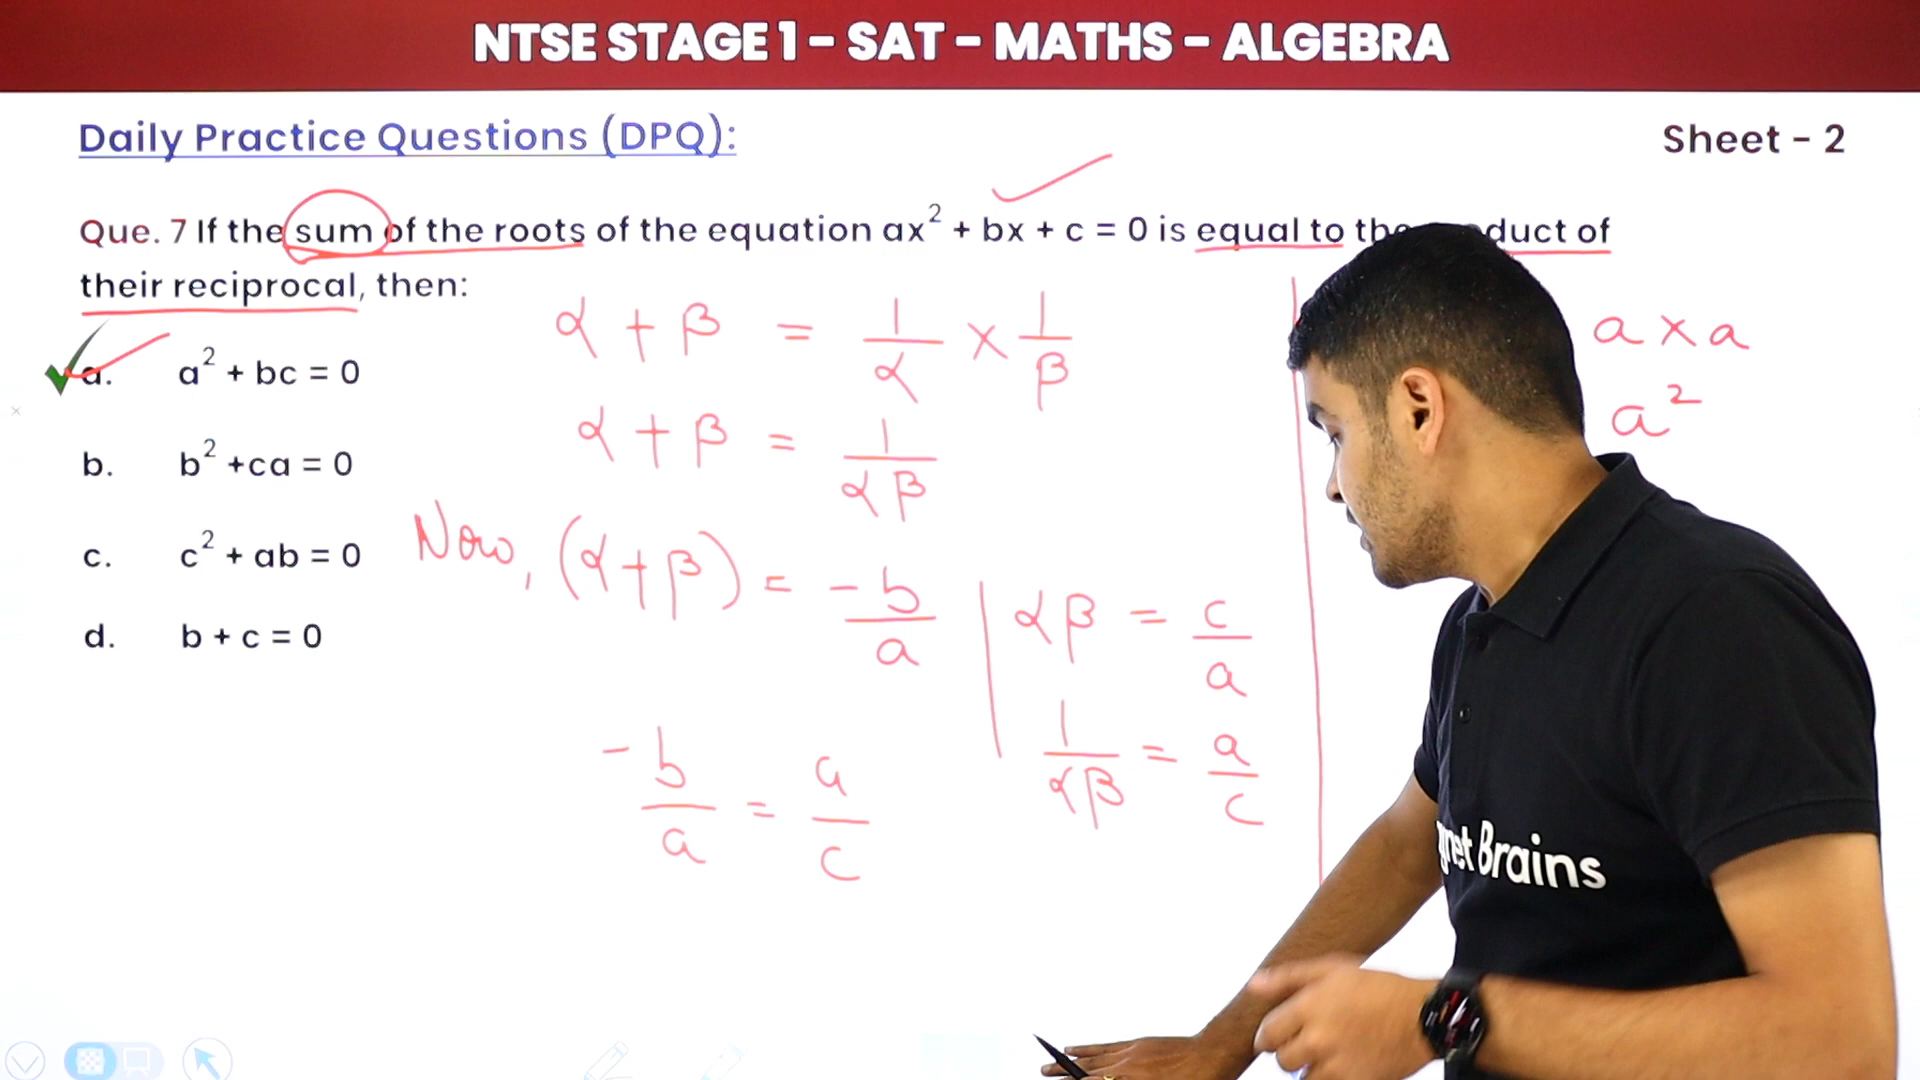 NTSE STAGE 1 – SAT – MATHS – ALGEBRA
Daily Practice Questions (DPQ):
Sheet - 2
Que. 7 If the sum of the roots of the equation ax² + bx + c = 0 is equal to duct of
their reciprocal, then:
a. a² + bc = 0
b. b² +ca = 0
c. c² + ab = 0
d. b + c = 0
α + β = 1/α × 1/β
α + β = 1/αβ
Now, (α+β) = -b/a | αβ = c/a
1/αβ = a/c
-b/a = a/c
a × a
a²
net Brains